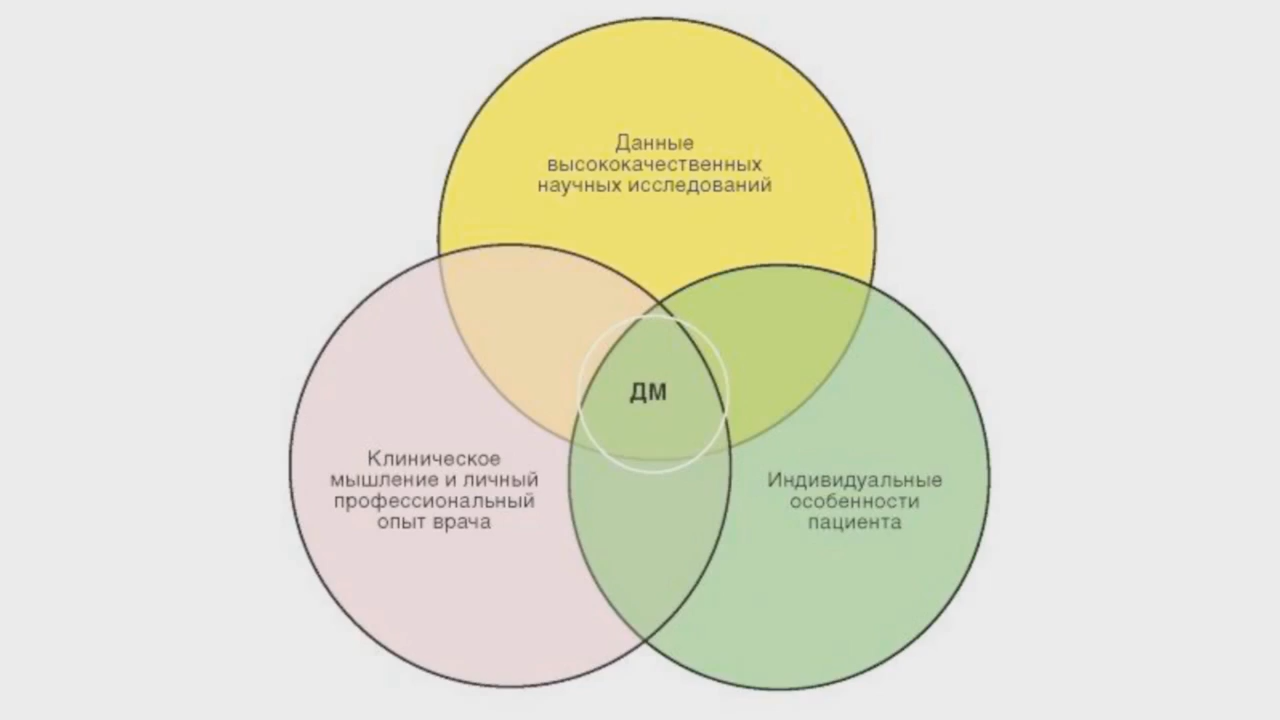 Данные
высококачественных
научных исследований
ДМ
Клиническое
мышление и личный
профессиональный
опыт врача
Индивидуальные
особенности
пациента